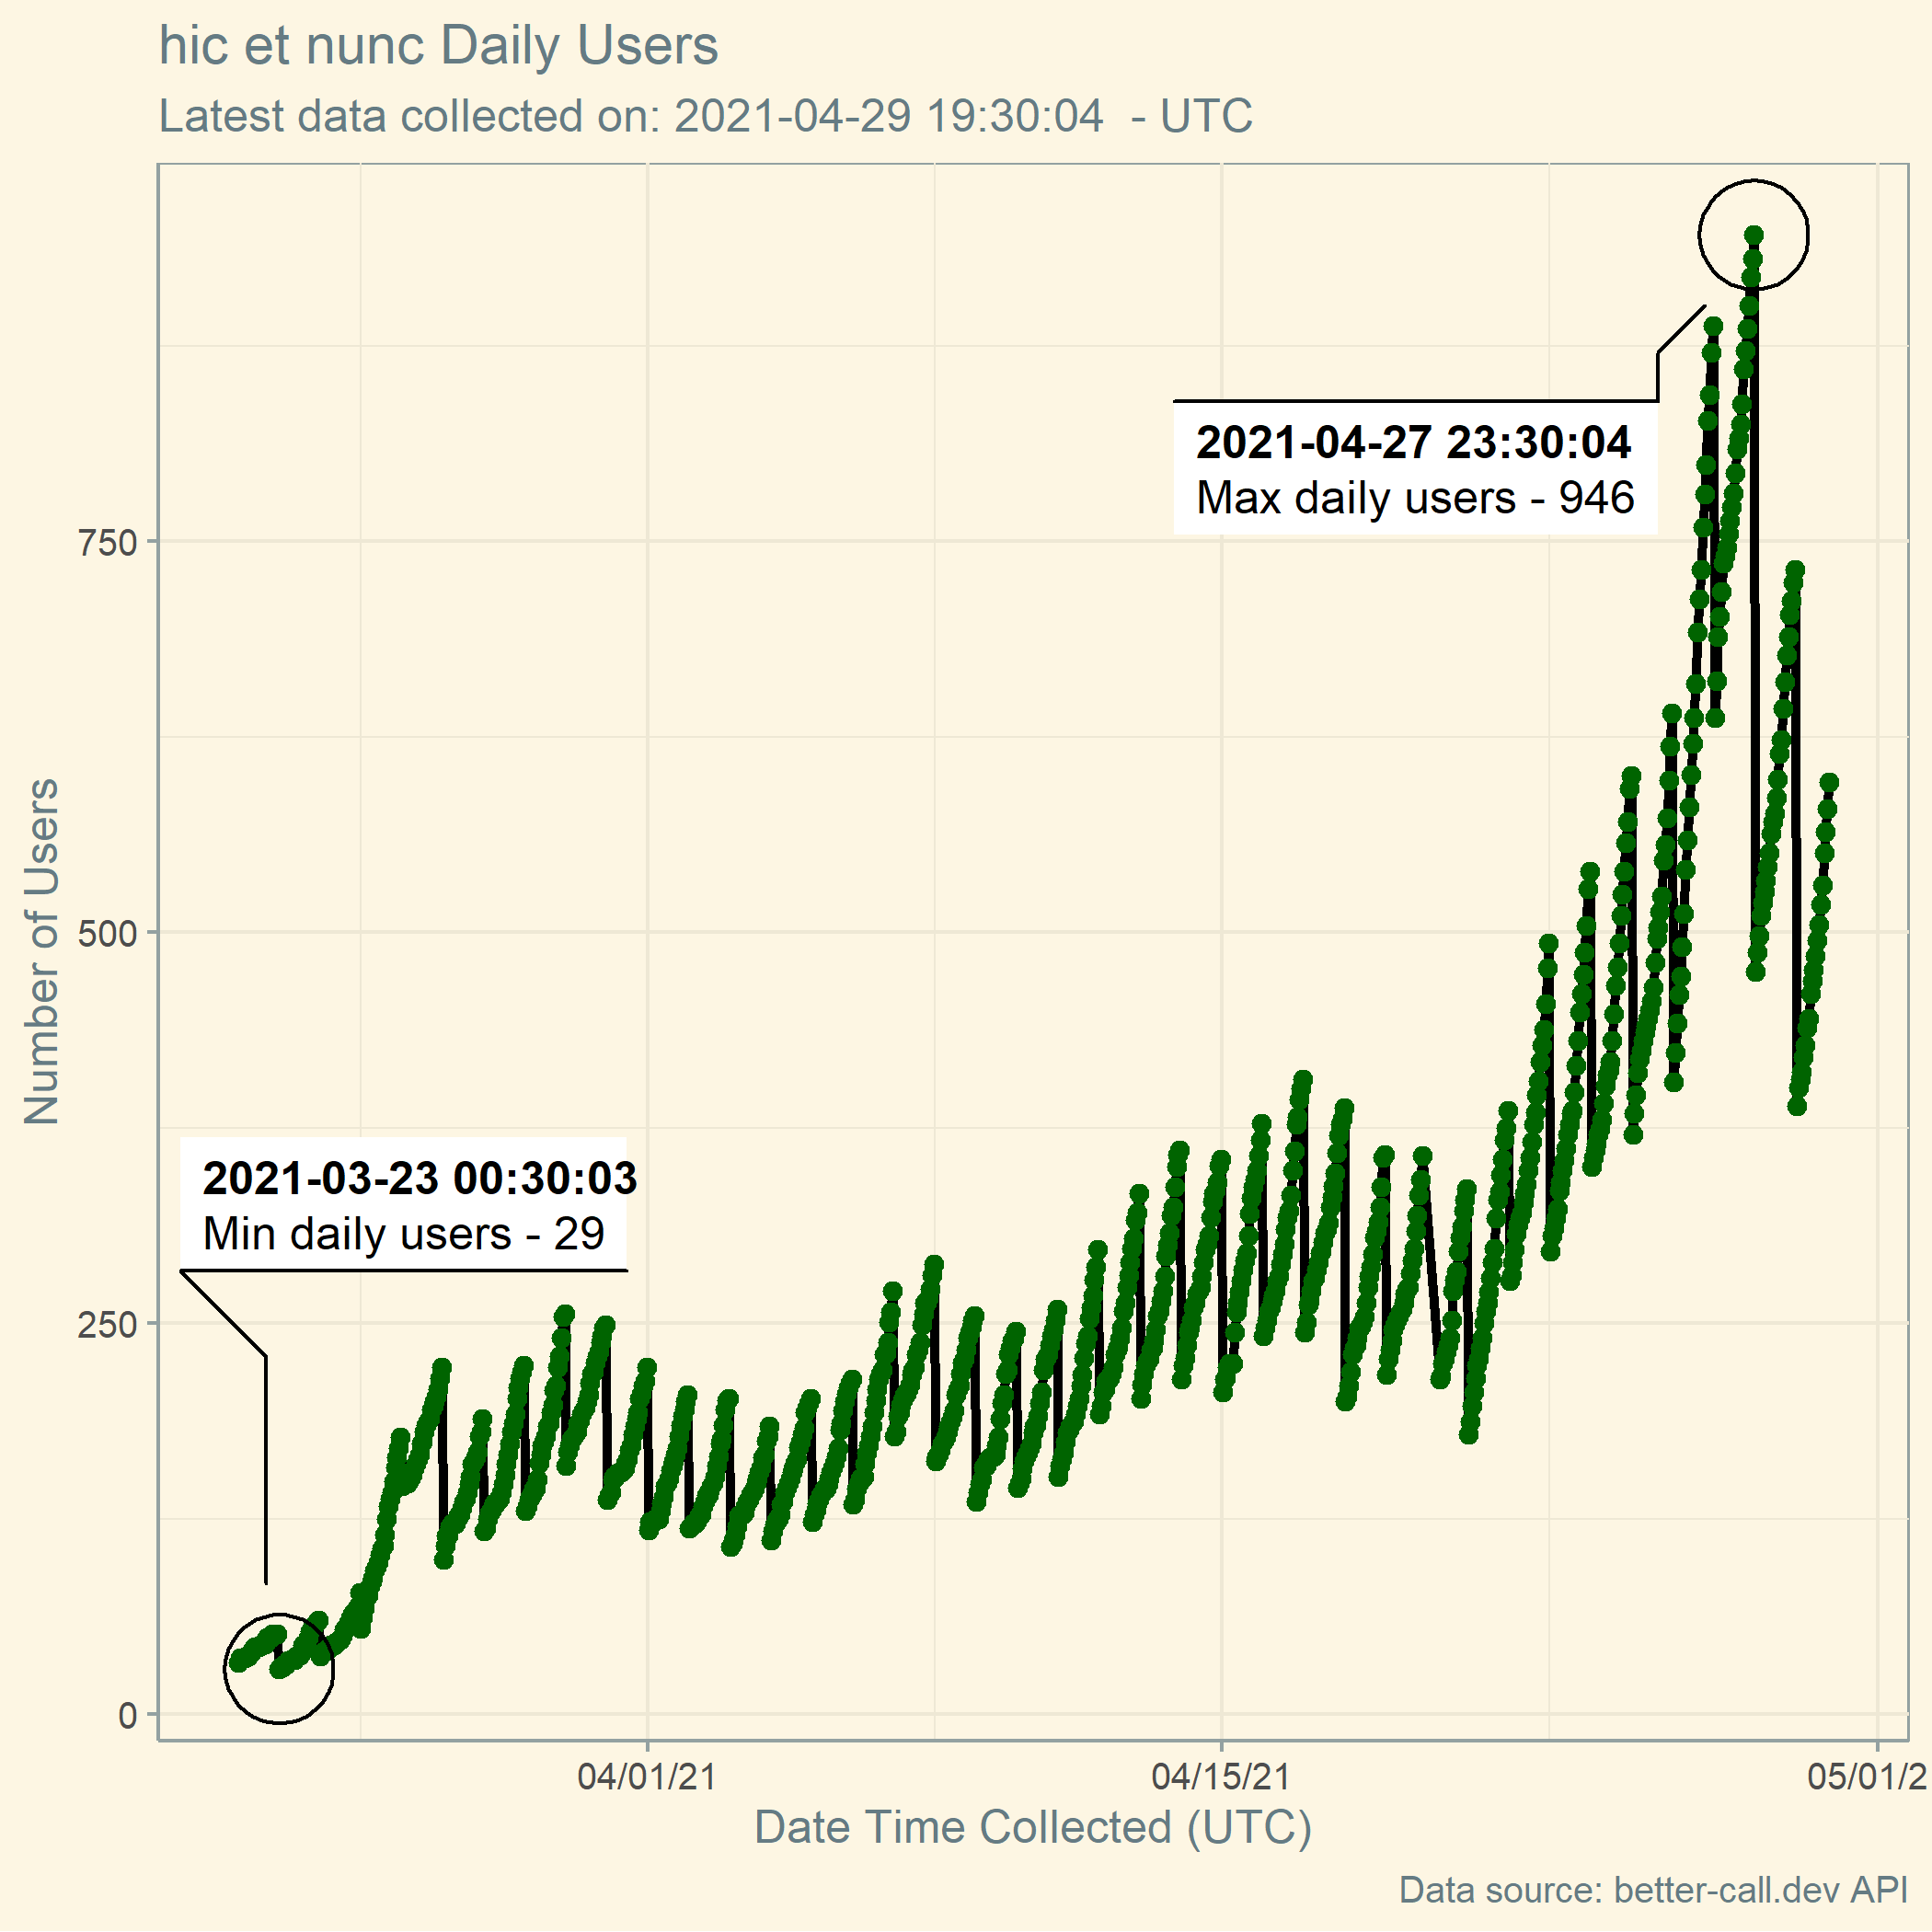 hic et nunc Daily Users
Latest data collected on: 2021-04-29 19:30:04  - UTC
2021-04-27 23:30:04
Max daily users - 946
750
500
2021-03-23 00:30:03
Min daily users - 29
250
0
Number of Users
04/01/21
04/15/21
05/01/2
Date Time Collected (UTC)
Data source: better-call.dev API